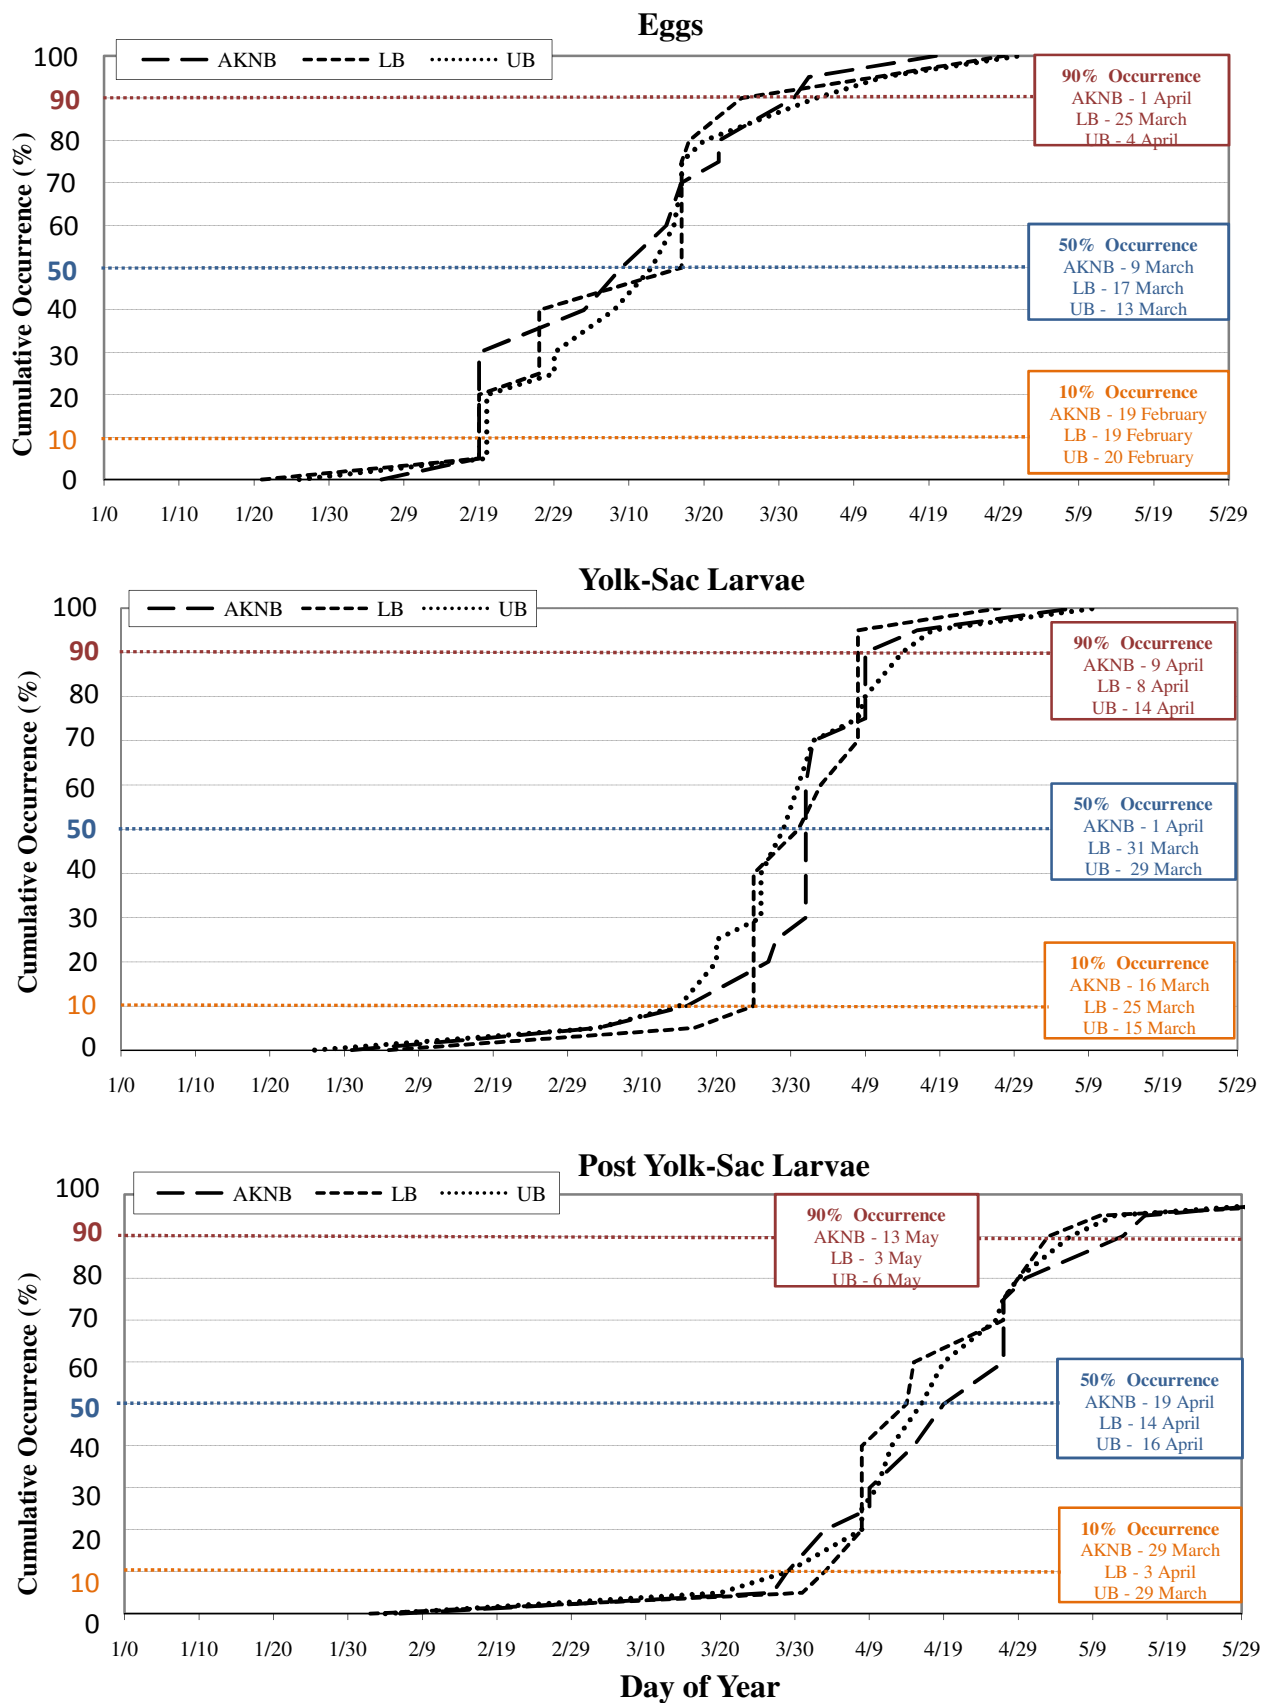 Eggs
AKNB LB UB
Cumulative Occurrence (%)
100
90
80
70
60
50
40
30
20
10
0
90% Occurrence
AKNB - 1 April
LB - 25 March
UB - 4 April
50% Occurrence
AKNB - 9 March
LB - 17 March
UB - 13 March
10% Occurrence
AKNB - 19 February
LB - 19 February
UB - 20 February
1/0 1/10 1/20 1/30 2/9 2/19 2/29 3/10 3/20 3/30 4/9 4/19 4/29 5/9 5/19 5/29
Yolk-Sac Larvae
AKNB LB UB
Cumulative Occurrence (%)
100
90
80
70
60
50
40
30
20
10
0
90% Occurrence
AKNB - 9 April
LB - 8 April
UB - 14 April
50% Occurrence
AKNB - 1 April
LB - 31 March
UB - 29 March
10% Occurrence
AKNB - 16 March
LB - 25 March
UB - 15 March
1/0 1/10 1/20 1/30 2/9 2/19 2/29 3/10 3/20 3/30 4/9 4/19 4/29 5/9 5/19 5/29
Post Yolk-Sac Larvae
AKNB LB UB
Cumulative Occurrence (%)
100
90
80
70
60
50
40
30
20
10
0
90% Occurrence
AKNB - 13 May
LB - 3 May
UB - 6 May
50% Occurrence
AKNB - 19 April
LB - 14 April
UB - 16 April
10% Occurrence
AKNB - 29 March
LB - 3 April
UB - 29 March
1/0 1/10 1/20 1/30 2/9 2/19 2/29 3/10 3/20 3/30 4/9 4/19 4/29 5/9 5/19 5/29
Day of Year